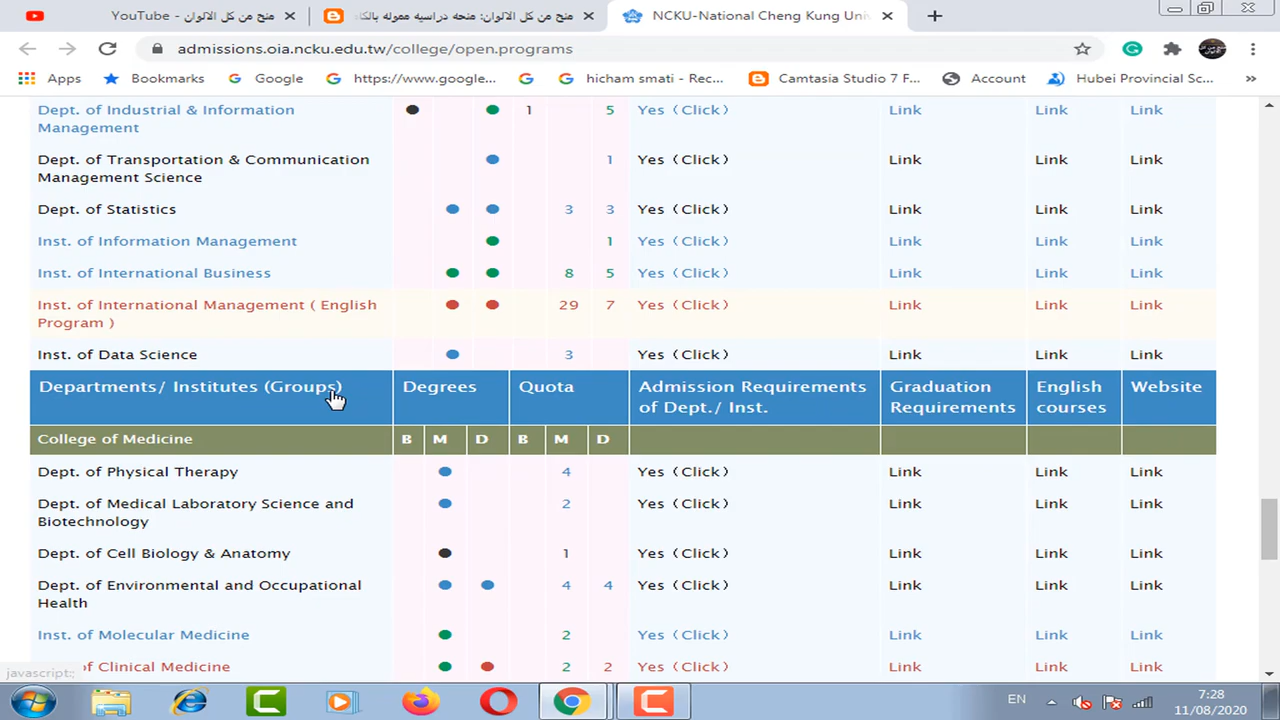 YouTube - منح من كل الالوان
منح من كل الالوان: منحه دراسيه مموله بالكا
NCKU-National Cheng Kung Univ
admissions.oia.ncku.edu.tw/college/open.programs
Apps Bookmarks Google https://www.google... hicham smati - Rec... Camtasia Studio 7 F... Account Hubei Provincial Sc... »
Dept. of Industrial & Information Management 1 5 Yes（Click） Link Link Link
Dept. of Transportation & Communication Management Science 1 Yes（Click） Link Link Link
Dept. of Statistics 3 3 Yes（Click） Link Link Link
Inst. of Information Management 1 Yes（Click） Link Link Link
Inst. of International Business 8 5 Yes（Click） Link Link Link
Inst. of International Management ( English Program ) 29 7 Yes（Click） Link Link Link
Inst. of Data Science 3 Yes（Click） Link Link Link
Departments/ Institutes (Groups) Degrees Quota Admission Requirements of Dept./ Inst. Graduation Requirements English courses Website
College of Medicine B M D B M D
Dept. of Physical Therapy 4 Yes（Click） Link Link Link
Dept. of Medical Laboratory Science and Biotechnology 2 Yes（Click） Link Link Link
Dept. of Cell Biology & Anatomy 1 Yes（Click） Link Link Link
Dept. of Environmental and Occupational Health 4 4 Yes（Click） Link Link Link
Inst. of Molecular Medicine 2 Yes（Click） Link Link Link
of Clinical Medicine 2 2 Yes（Click） Link Link Link
javascript:;
EN 7:28
11/08/2020